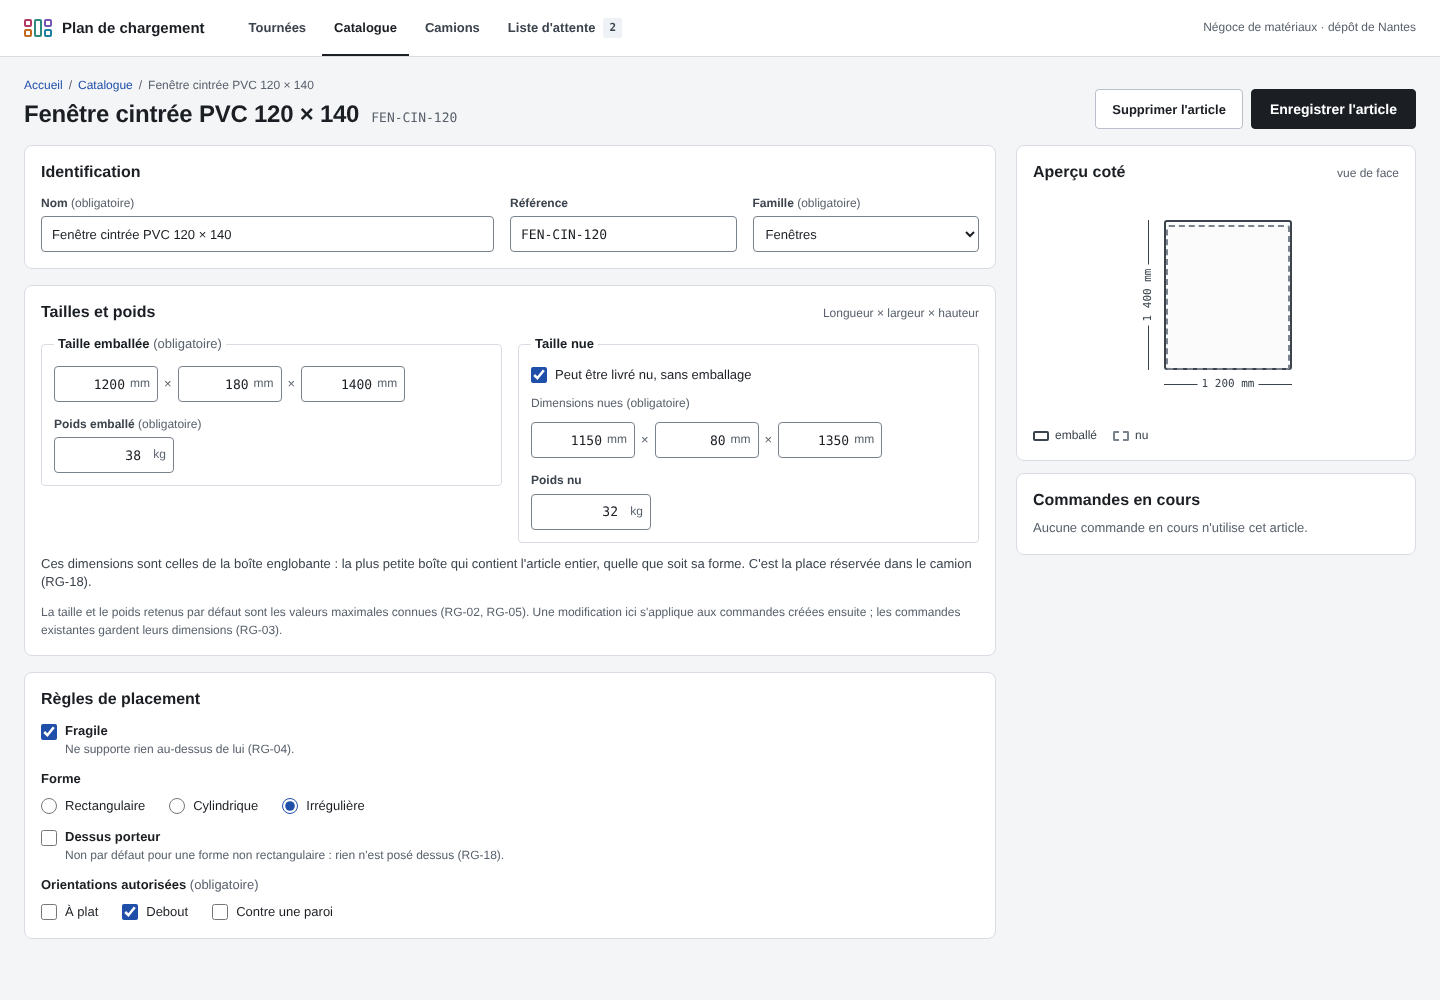 Plan de chargement
Tournées
Catalogue
Camions
Liste d'attente 2
Négoce de matériaux · dépôt de Nantes
Accueil / Catalogue / Fenêtre cintrée PVC 120 × 140
Fenêtre cintrée PVC 120 × 140 FEN-CIN-120
Supprimer l'article
Enregistrer l'article
Identification
Nom (obligatoire)
Référence
Famille (obligatoire)
Fenêtre cintrée PVC 120 × 140
FEN-CIN-120
Fenêtres
Tailles et poids
Longueur × largeur × hauteur
Taille emballée (obligatoire)
1200 mm × 180 mm × 1400 mm
Poids emballé (obligatoire)
38 kg
Taille nue
Peut être livré nu, sans emballage
Dimensions nues (obligatoire)
1150 mm × 80 mm × 1350 mm
Poids nu
32 kg
Ces dimensions sont celles de la boîte englobante : la plus petite boîte qui contient l'article entier, quelle que soit sa forme. C'est la place réservée dans le camion
(RG-18).
La taille et le poids retenus par défaut sont les valeurs maximales connues (RG-02, RG-05). Une modification ici s'applique aux commandes créées ensuite ; les commandes
existantes gardent leurs dimensions (RG-03).
Règles de placement
Fragile
Ne supporte rien au-dessus de lui (RG-04).
Forme
Rectangulaire
Cylindrique
Irrégulière
Dessus porteur
Non par défaut pour une forme non rectangulaire : rien n'est posé dessus (RG-18).
Orientations autorisées (obligatoire)
À plat
Debout
Contre une paroi
Aperçu coté
vue de face
1 400 mm
1 200 mm
emballé
nu
Commandes en cours
Aucune commande en cours n'utilise cet article.